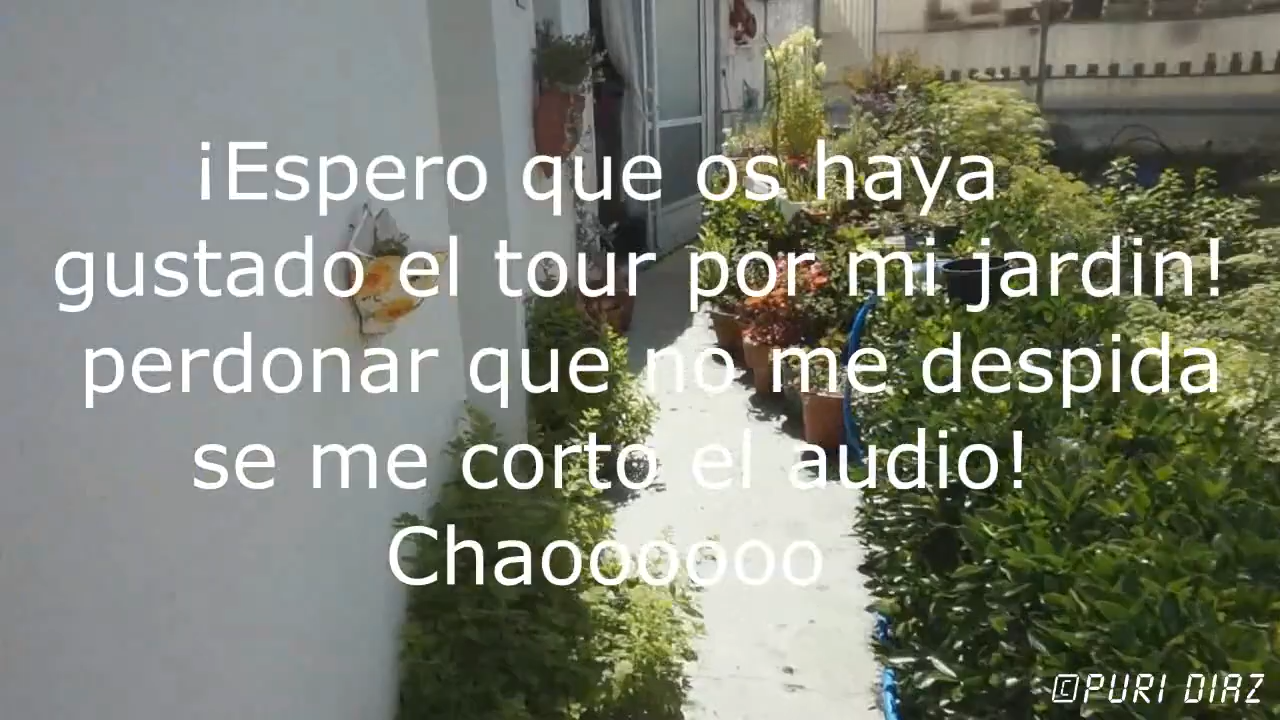 ¡Espero que os haya
gustado el tour por mi jardin!
perdonar que no me despida
se me corto el audio!
Chaooooooo
©PURI DIAZ